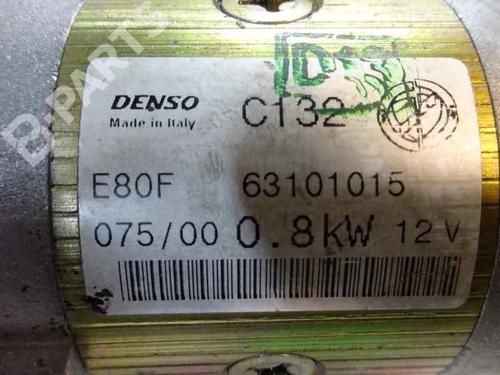 DENSO
Made in Italy
C132
E80F 63101015
075/00 0.8kW 12 V
B-PARTS